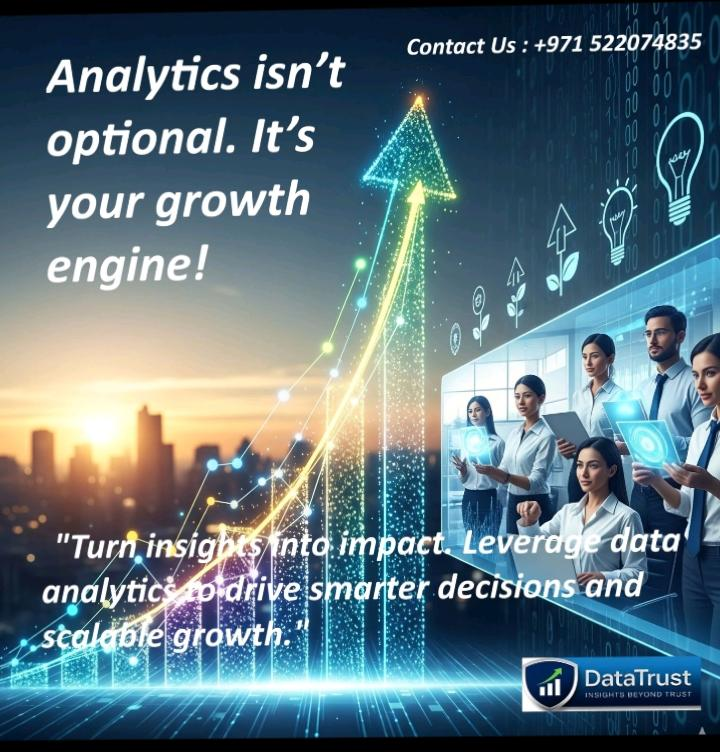 Contact Us : +971 522074835
Analytics isn't
optional. It's
your growth
engine!
"Turn insights into impact. Leverage data
analytics to drive smarter decisions and
scalable growth."
DataTrust
INSIGHTS BEYOND TRUST